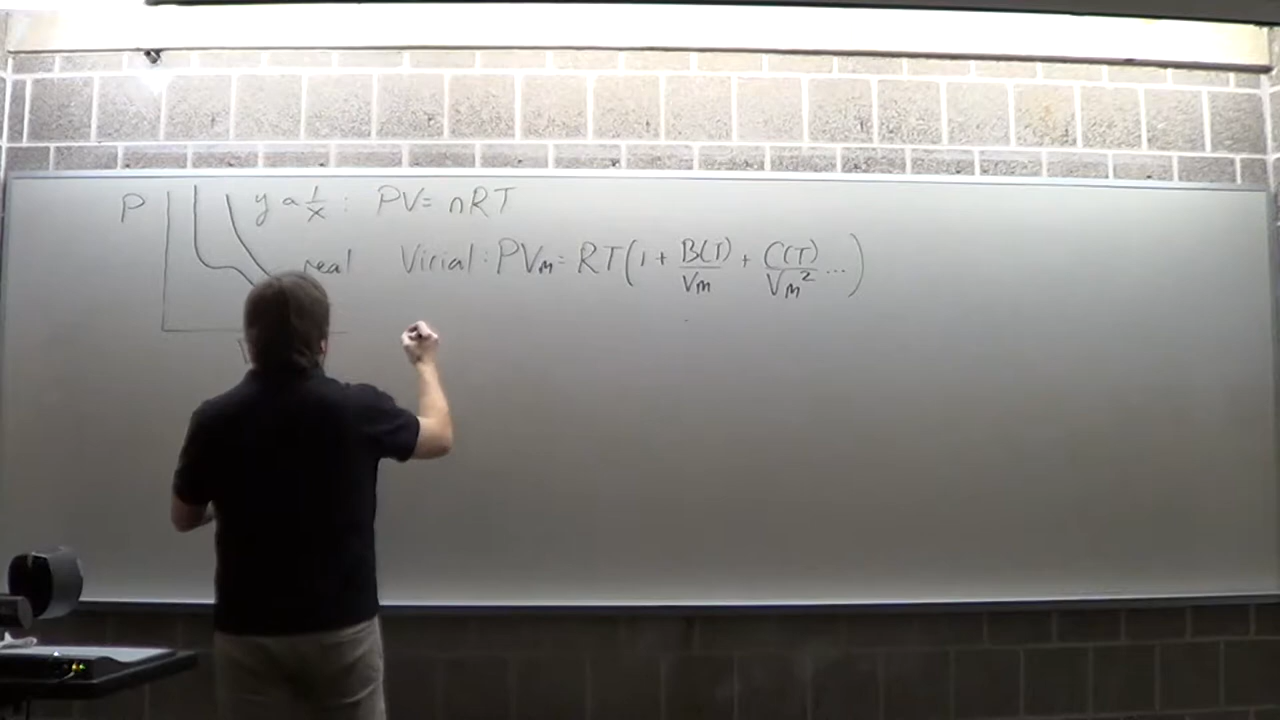 P
y α 1/x : PV = nRT
real
Virial : PVm = RT(1 + B(T)/Vm + C(T)/Vm² ...)